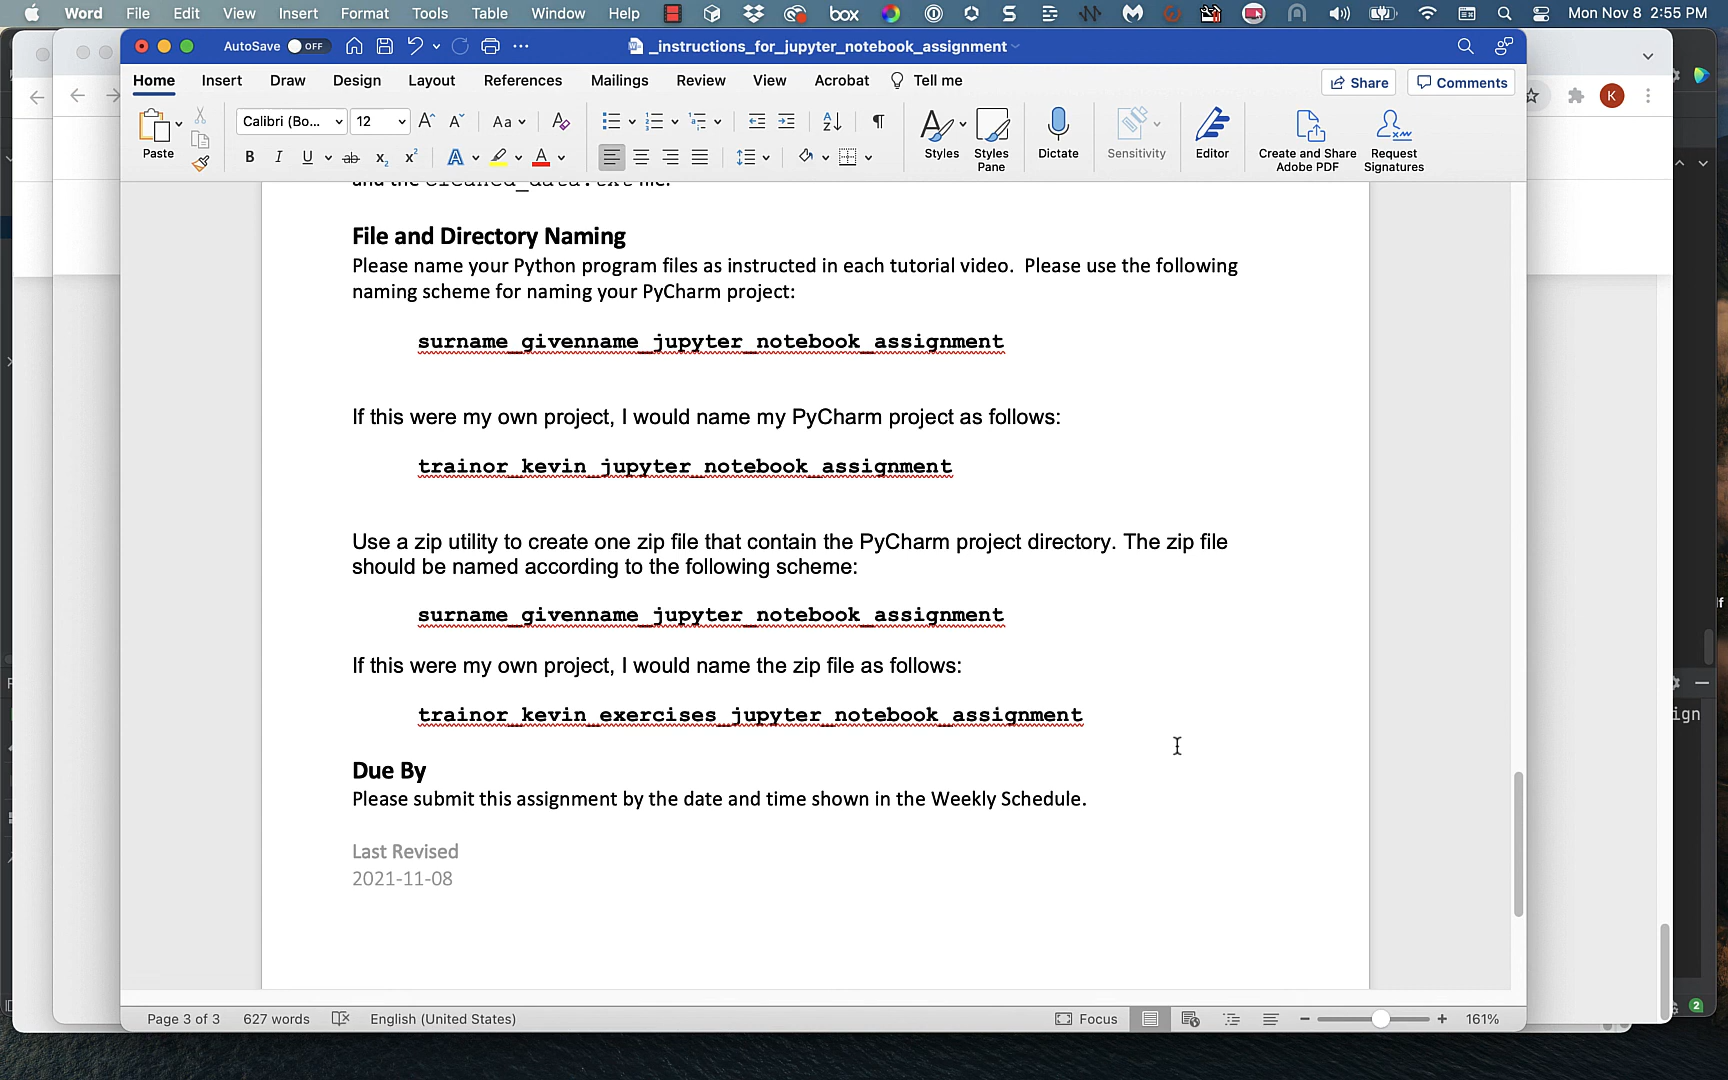 Word File Edit View Insert Format Tools Table Window Help box Mon Nov 8 2:55 PM
AutoSave OFF _instructions_for_jupyter_notebook_assignment
Home Insert Draw Design Layout References Mailings Review View Acrobat Tell me Share Comments
K
Calibri (Bo... 12
Paste Styles Styles Pane Dictate Sensitivity Editor Create and Share Adobe PDF Request Signatures
File and Directory Naming
Please name your Python program files as instructed in each tutorial video.  Please use the following
naming scheme for naming your PyCharm project:
surname_givenname_jupyter_notebook_assignment
If this were my own project, I would name my PyCharm project as follows:
trainor_kevin_jupyter_notebook_assignment
Use a zip utility to create one zip file that contain the PyCharm project directory. The zip file
should be named according to the following scheme:
surname_givenname_jupyter_notebook_assignment
If this were my own project, I would name the zip file as follows:
trainor_kevin_exercises_jupyter_notebook_assignment
ign
Due By
Please submit this assignment by the date and time shown in the Weekly Schedule.
Last Revised
2021-11-08
Page 3 of 3 627 words English (United States) Focus 161%
2